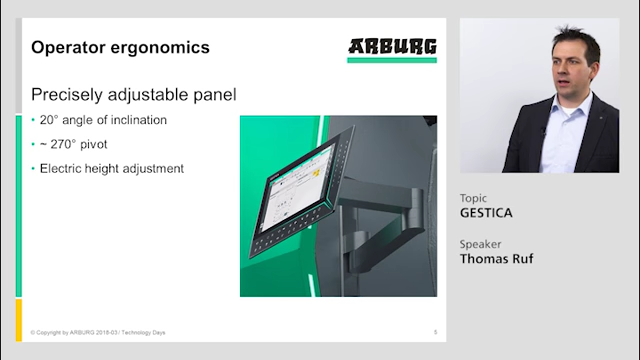 Operator ergonomics
ARBURG
Precisely adjustable panel
• 20° angle of inclination
• ~ 270° pivot
• Electric height adjustment
© Copyright by ARBURG 2018-03 / Technology Days
5
Topic
GESTICA
Speaker
Thomas Ruf